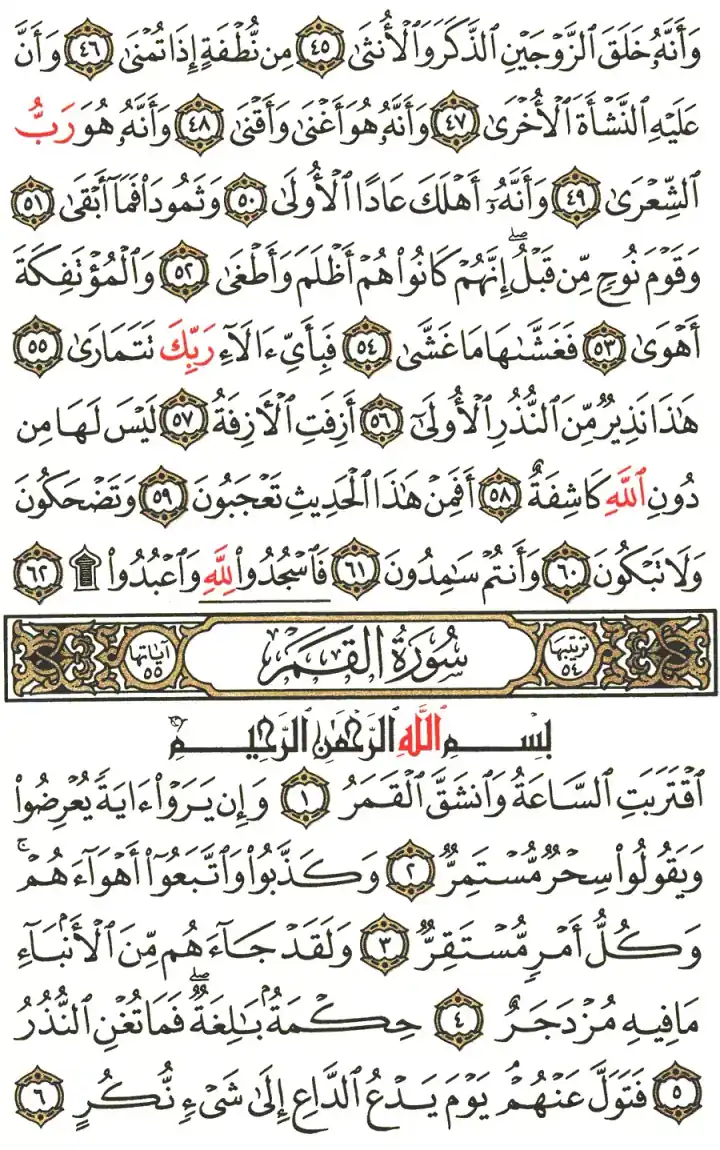 وَأَنَّهُۥ خَلَقَ ٱلزَّوْجَيْنِ ٱلذَّكَرَ وَٱلْأُنثَىٰ ٤٥ مِن نُّطْفَةٍ إِذَا تُمْنَىٰ ٤٦ وَأَنَّ
عَلَيْهِ ٱلنَّشْأَةَ ٱلْأُخْرَىٰ ٤٧ وَأَنَّهُۥ هُوَ أَغْنَىٰ وَأَقْنَىٰ ٤٨ وَأَنَّهُۥ هُوَ رَبُّ
ٱلشِّعْرَىٰ ٤٩ وَأَنَّهُۥٓ أَهْلَكَ عَادًا ٱلْأُولَىٰ ٥٠ وَثَمُودَا۟ فَمَآ أَبْقَىٰ ٥١
وَقَوْمَ نُوحٍ مِّن قَبْلُ ۖ إِنَّهُمْ كَانُوا۟ هُمْ أَظْلَمَ وَأَطْغَىٰ ٥٢ وَٱلْمُؤْتَفِكَةَ
أَهْوَىٰ ٥٣ فَغَشَّىٰهَا مَا غَشَّىٰ ٥٤ فَبِأَىِّ ءَالَآءِ رَبِّكَ تَتَمَارَىٰ ٥٥
هَٰذَا نَذِيرٌ مِّنَ ٱلنُّذُرِ ٱلْأُولَىٰٓ ٥٦ أَزِفَتِ ٱلْأَزِفَةُ ٥٧ لَيْسَ لَهَا مِن
دُونِ ٱللَّهِ كَاشِفَةٌ ٥٨ أَفَمِنْ هَٰذَا ٱلْحَدِيثِ تَعْجَبُونَ ٥٩ وَتَضْحَكُونَ
وَلَا تَبْكُونَ ٦٠ وَأَنتُمْ سَٰمِدُونَ ٦١ فَٱسْجُدُوا۟ لِلَّهِ وَٱعْبُدُوا۟ ۩ ٦٢
ترتيبها ٥٤ سُورَةُ القَمَرِ آياتها ٥٥
بِسْمِ ٱللَّهِ ٱلرَّحْمَٰنِ ٱلرَّحِيمِ
ٱقْتَرَبَتِ ٱلسَّاعَةُ وَٱنشَقَّ ٱلْقَمَرُ ١ وَإِن يَرَوْا۟ ءَايَةً يُعْرِضُوا۟
وَيَقُولُوا۟ سِحْرٌ مُّسْتَمِرٌّ ٢ وَكَذَّبُوا۟ وَٱتَّبَعُوٓا۟ أَهْوَآءَهُمْ ۚ
وَكُلُّ أَمْرٍ مُّسْتَقِرٌّ ٣ وَلَقَدْ جَآءَهُم مِّنَ ٱلْأَنۢبَآءِ
مَا فِيهِ مُزْدَجَرٌ ٤ حِكْمَةٌۢ بَٰلِغَةٌ ۖ فَمَا تُغْنِ ٱلنُّذُرُ
٥ فَتَوَلَّ عَنْهُمْ ۘ يَوْمَ يَدْعُ ٱلدَّاعِ إِلَىٰ شَىْءٍ نُّكُرٍ ٦